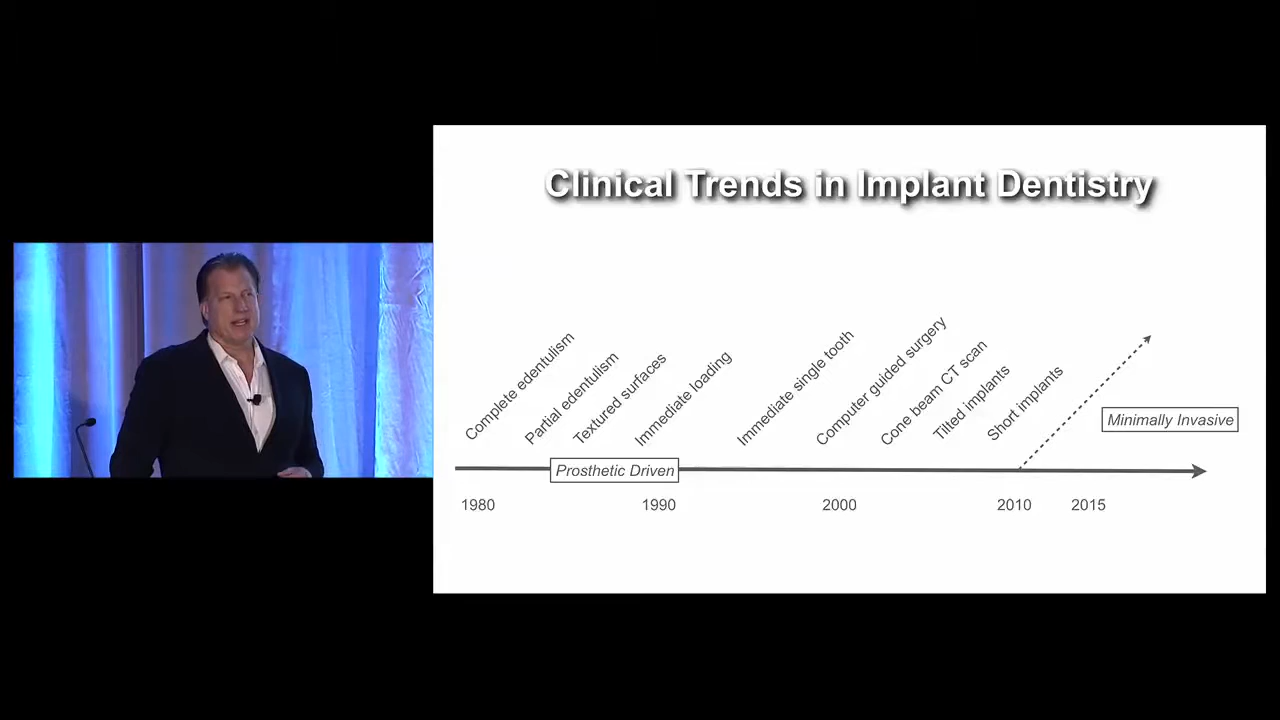 Clinical Trends in Implant Dentistry
Complete edentulism
Partial edentulism
Textured surfaces
Immediate loading
Immediate single tooth
Computer guided surgery
Cone beam CT scan
Tilted implants
Short implants
Minimally Invasive
Prosthetic Driven
1980 1990 2000 2010 2015